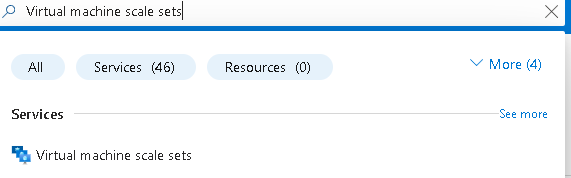 Virtual machine scale sets
All Services (46) Resources (0) More (4)
Services See more
Virtual machine scale sets